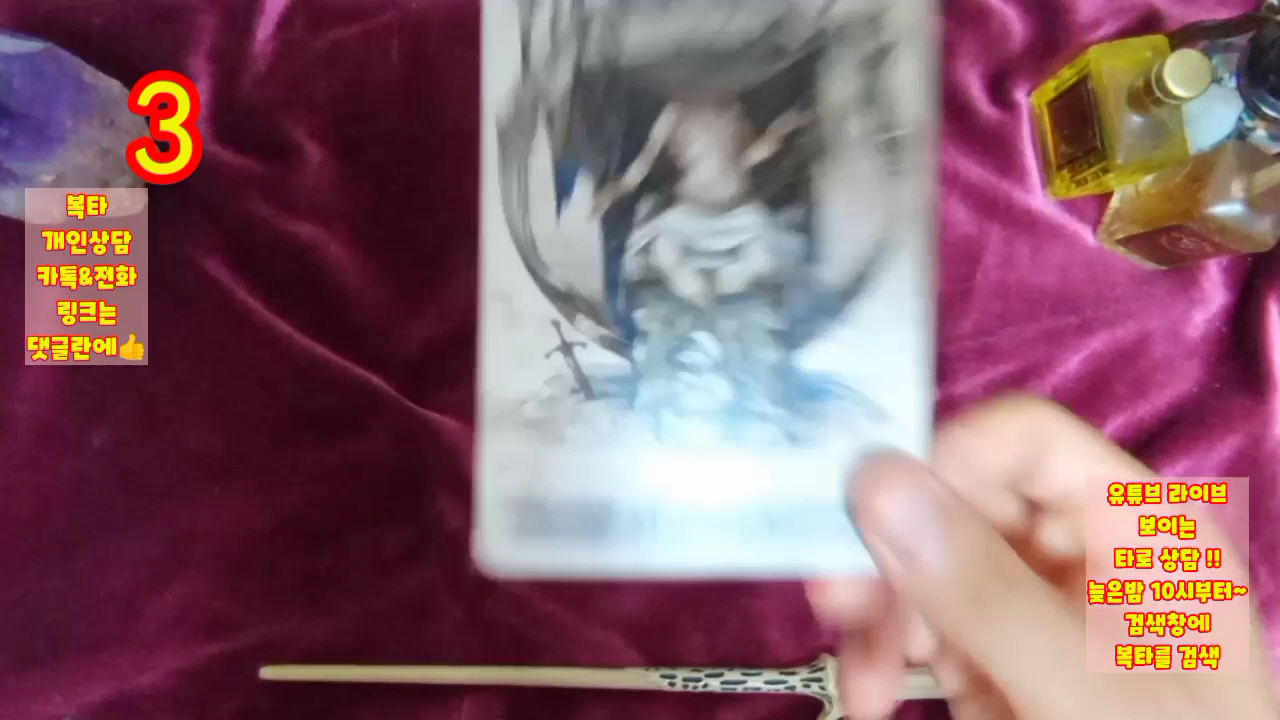 3
복타
개인상담
카톡&전화
링크는
댓글란에👍
유튜브 라이브
보이는
타로 상담 !!
늦은밤 10시부터~
검색창에
복타를 검색